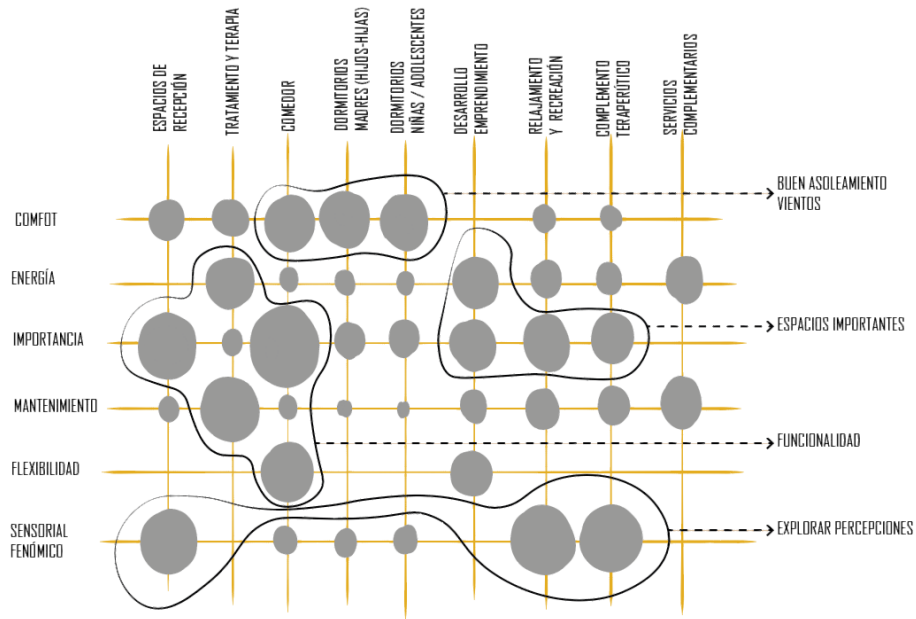 ESPACIOS DE
RECEPCIÓN
TRATAMIENTO Y TERAPIA
COMEDOR
DORMITORIOS
MADRES (HIJOS-HIJAS)
DORMITORIOS
NIÑAS / ADOLESCENTES
DESARROLLO
EMPRENDIMIENTO
RELAJAMIENTO
Y RECREACIÓN
COMPLEMENTO
TERAPERÚTICO
SERVICIOS
COMPLEMENTARIOS
COMFOT
BUEN ASOLEAMIENTO
VIENTOS
ENERGÍA
IMPORTANCIA
ESPACIOS IMPORTANTES
MANTENIMIENTO
FUNCIONALIDAD
FLEXIBILIDAD
SENSORIAL
FENÓMICO
EXPLORAR PERCEPCIONES